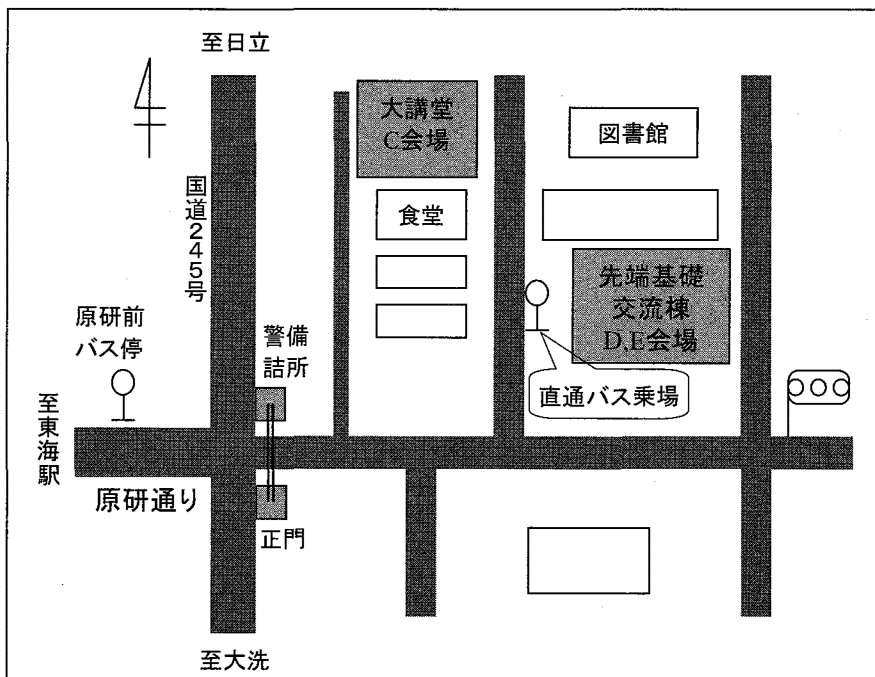 至日立
大講堂
C会場
図書館
国道245号
食堂
先端基礎
交流棟
D,E会場
原研前
バス停
警備
詰所
直通バス乗場
至東海駅
原研通り
正門
至大洗